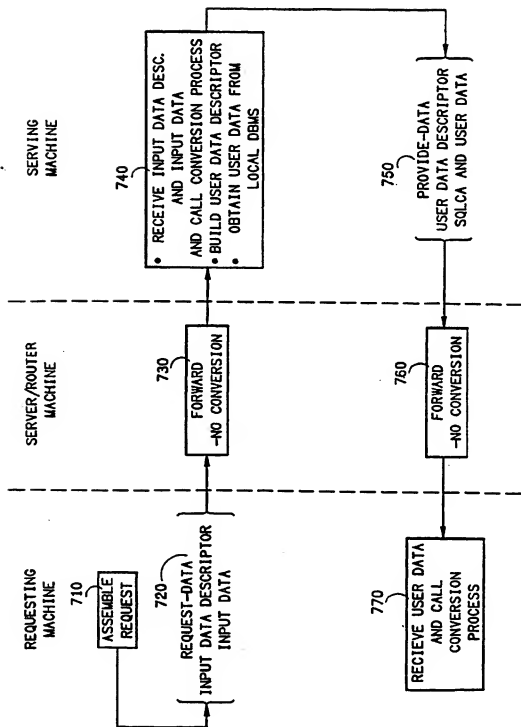 REQUESTING
MACHINE
710
ASSEMBLE
REQUEST
720
REQUEST-DATA
INPUT DATA DESCRIPTOR
INPUT DATA
770
RECIEVE USER DATA
AND CALL
CONVERSION
PROCESS
SERVER/ROUTER
MACHINE
730
FORWARD
-NO CONVERSION
760
FORWARD
-NO CONVERSION
SERVING
MACHINE
740
• RECEIVE INPUT DATA DESC.
AND INPUT DATA
AND CALL CONVERSION PROCESS
• BUILD USER DATA DESCRIPTOR
• OBTAIN USER DATA FROM
LOCAL DBMS
750
PROVIDE-DATA
USER DATA DESCRIPTOR
SQLCA AND USER DATA